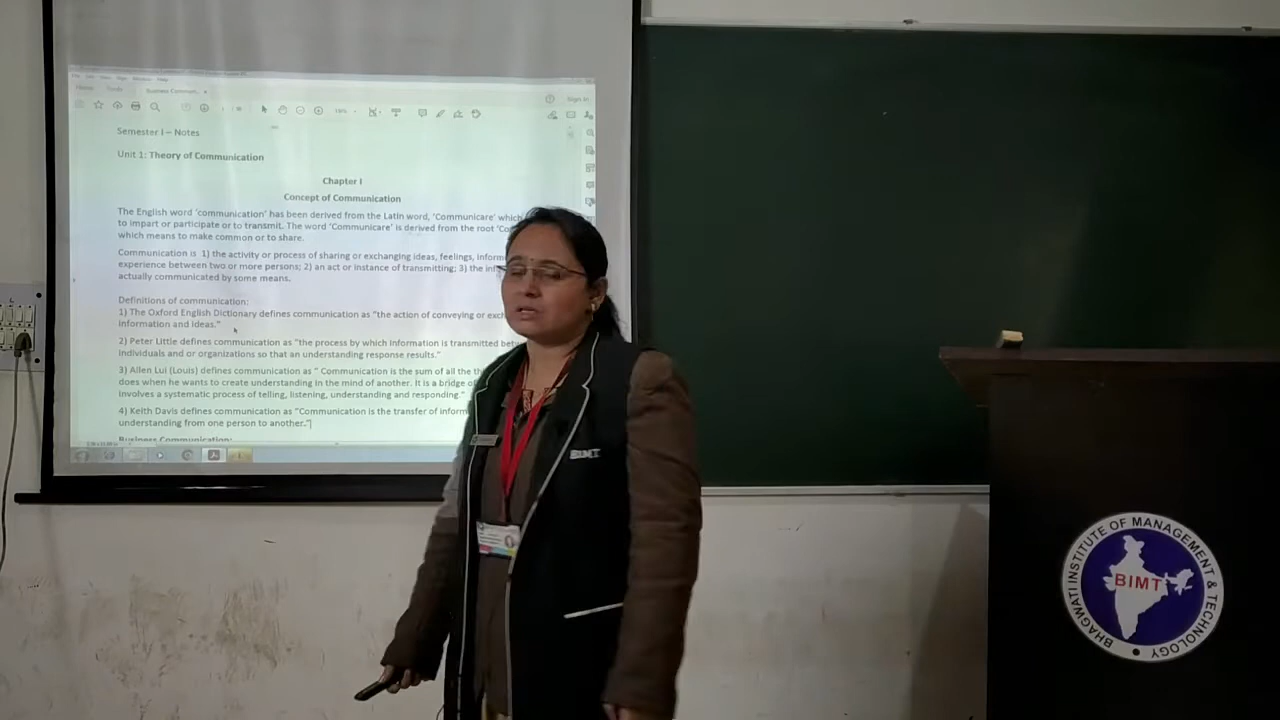 Sign In
Semester I – Notes
Unit 1: Theory of Communication
Chapter I
Concept of Communication
The English word 'communication' has been derived from the Latin word, 'Communicare' which
to impart or participate or to transmit. The word 'Communicare' is derived from the root
which means to make common or to share.
Communication is 1) the activity or process of sharing or exchanging ideas, feelings,
experience between two or more persons; 2) an act or instance of transmitting; 3) the
actually communicated by some means.
Definitions of communication:
1) The Oxford English Dictionary defines communication as "the action of conveying or
information and ideas."
2) Peter Little defines communication as "the process by which information is transmitted
individuals and or organizations so that an understanding response results."
3) Allen Lui (Louis) defines communication as " Communication is the sum of all the
does when he wants to create understanding in the mind of another. It is a bridge
involves a systematic process of telling, listening, understanding and responding."
4) Keith Davis defines communication as "Communication is the transfer of
understanding from one person to another."
Business Communication:
BIMT
BHAGWATI INSTITUTE OF MANAGEMENT & TECHNOLOGY
BIMT